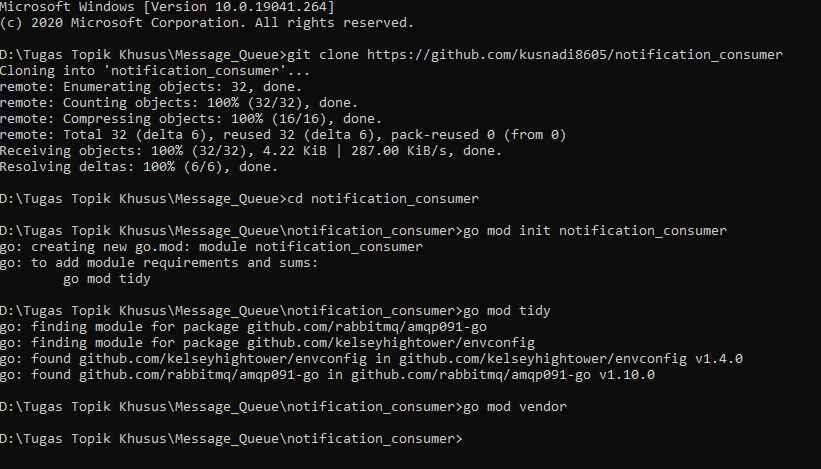 Microsoft Windows [Version 10.0.19041.264]
(c) 2020 Microsoft Corporation. All rights reserved.
D:\Tugas Topik Khusus\Message_Queue>git clone https://github.com/kusnadi8605/notification_consumer
Cloning into 'notification_consumer'...
remote: Enumerating objects: 32, done.
remote: Counting objects: 100% (32/32), done.
remote: Compressing objects: 100% (16/16), done.
remote: Total 32 (delta 6), reused 32 (delta 6), pack-reused 0 (from 0)
Receiving objects: 100% (32/32), 4.22 KiB | 287.00 KiB/s, done.
Resolving deltas: 100% (6/6), done.
D:\Tugas Topik Khusus\Message_Queue>cd notification_consumer
D:\Tugas Topik Khusus\Message_Queue\notification_consumer>go mod init notification_consumer
go: creating new go.mod: module notification_consumer
go: to add module requirements and sums:
go mod tidy
D:\Tugas Topik Khusus\Message_Queue\notification_consumer>go mod tidy
go: finding module for package github.com/rabbitmq/amqp091-go
go: finding module for package github.com/kelseyhightower/envconfig
go: found github.com/kelseyhightower/envconfig in github.com/kelseyhightower/envconfig v1.4.0
go: found github.com/rabbitmq/amqp091-go in github.com/rabbitmq/amqp091-go v1.10.0
D:\Tugas Topik Khusus\Message_Queue\notification_consumer>go mod vendor
D:\Tugas Topik Khusus\Message_Queue\notification_consumer>